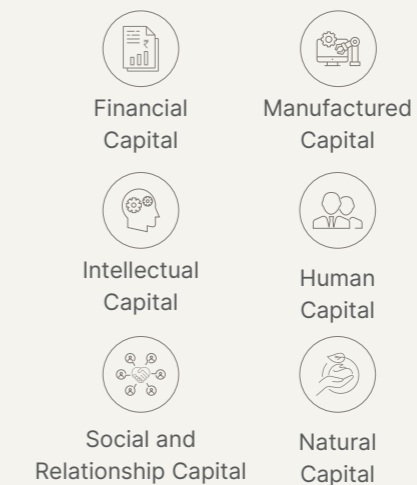 ₹
Financial
Capital
Manufactured
Capital
Intellectual
Capital
Human
Capital
Social and
Relationship Capital
Natural
Capital